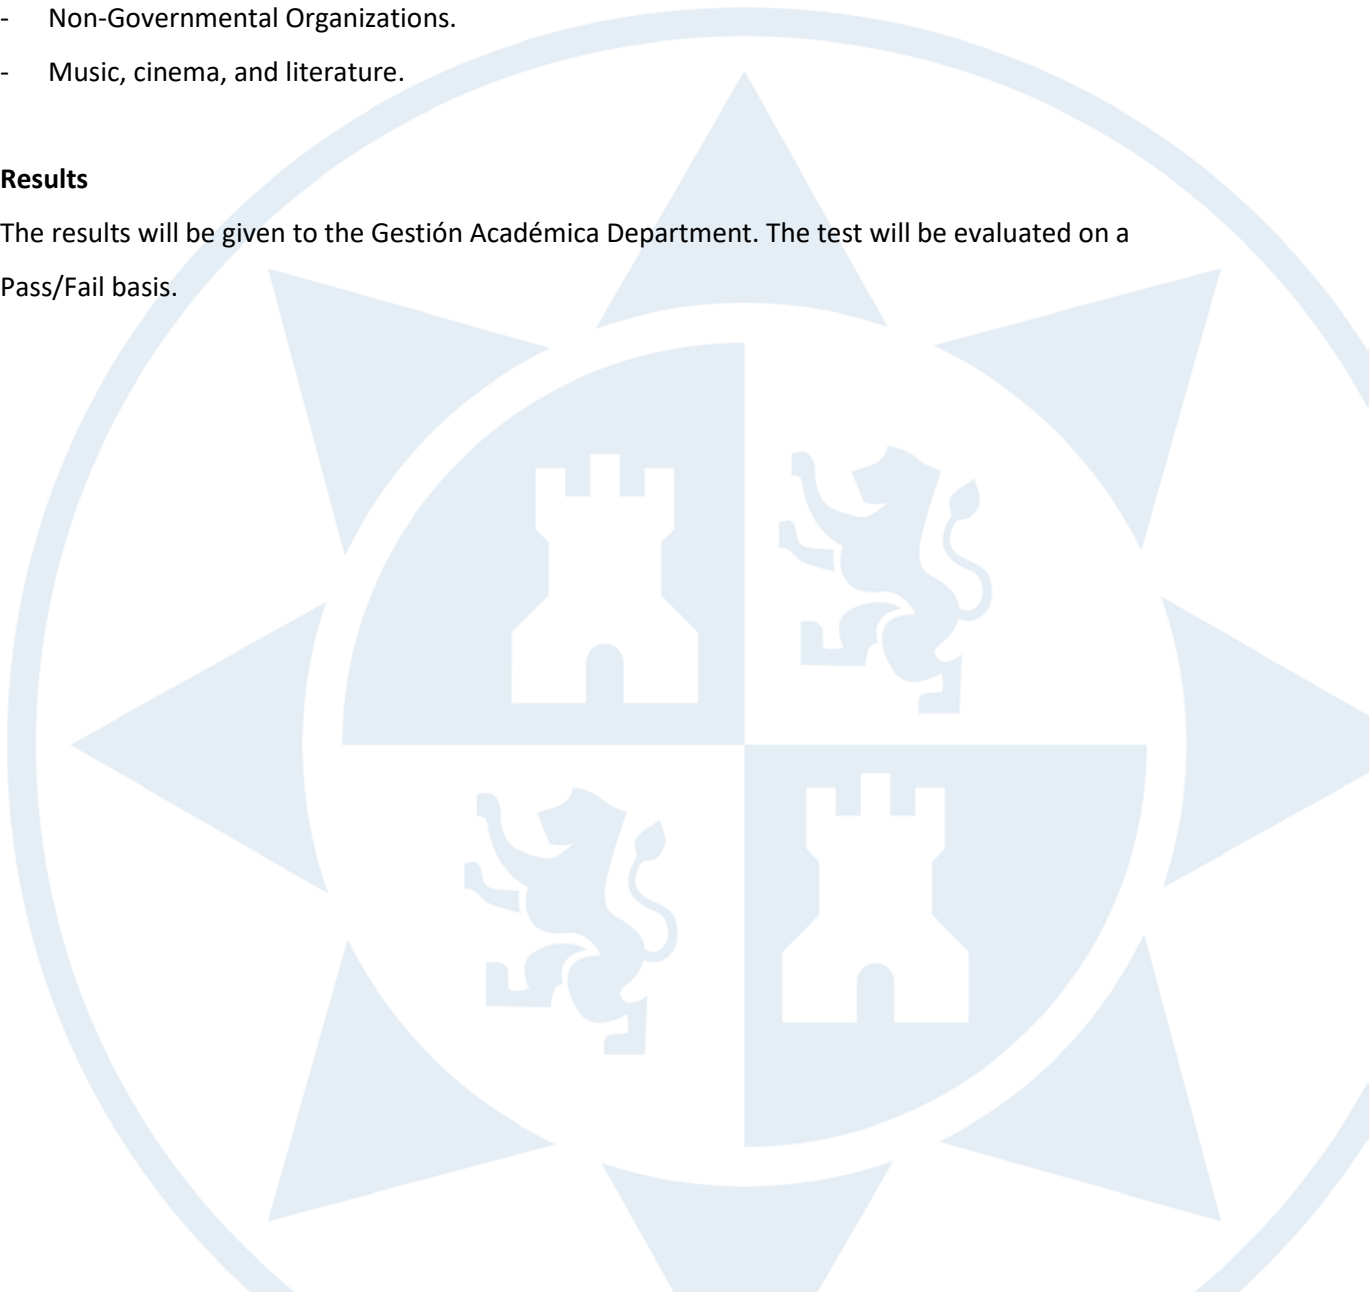 - Non-Governmental Organizations.
- Music, cinema, and literature.
Results
The results will be given to the Gestión Académica Department. The test will be evaluated on a
Pass/Fail basis.